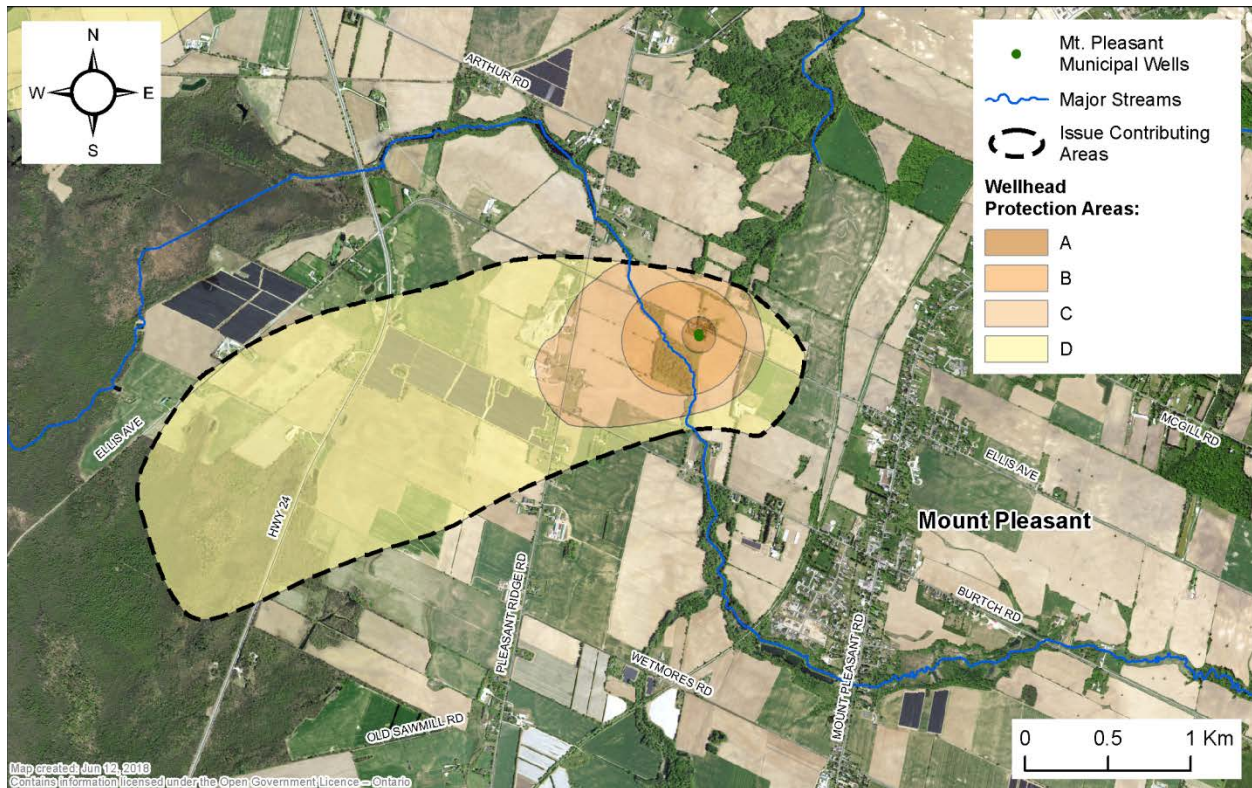 N
W
E
S
Mt. Pleasant
Municipal Wells
Major Streams
Issue Contributing
Areas
Wellhead
Protection Areas:
A
B
C
D
ARTHUR RD
ELLIS AVE
HWY 24
PLEASANT RIDGE RD
OLD SAWMILL RD
WETMORES RD
MOUNT PLEASANT RD
MCGILL RD
ELLIS AVE
Mount Pleasant
BURTCH RD
0 0.5 1 Km
Map created: Jun 12, 2018
Contains information licensed under the Open Government Licence – Ontario